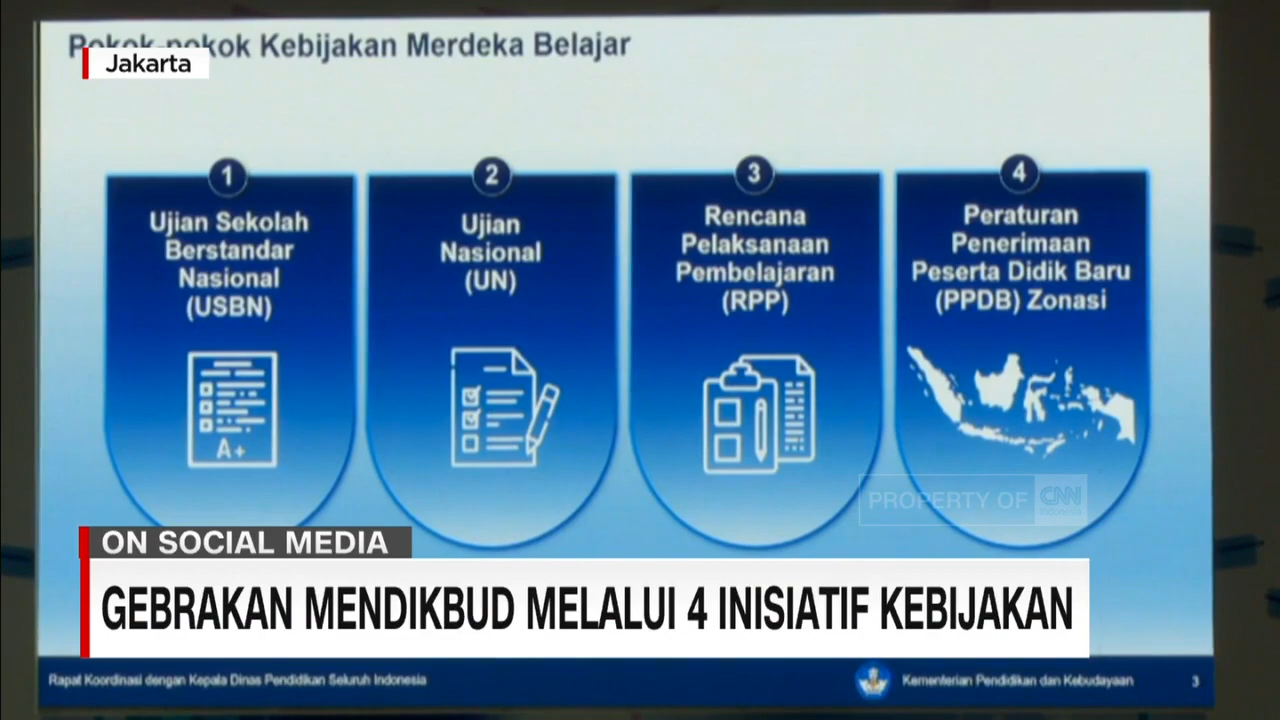 Pokok-pokok Kebijakan Merdeka Belajar
Jakarta
1
Ujian Sekolah
Berstandar
Nasional
(USBN)
A+
2
Ujian
Nasional
(UN)
3
Rencana
Pelaksanaan
Pembelajaran
(RPP)
4
Peraturan
Penerimaan
Peserta Didik Baru
(PPDB) Zonasi
PROPERTY OF CNN
Indonesia
ON SOCIAL MEDIA
GEBRAKAN MENDIKBUD MELALUI 4 INISIATIF KEBIJAKAN
Rapat Koordinasi dengan Kepala Dinas Pendidikan Seluruh Indonesia
Kementerian Pendidikan dan Kebudayaan
3